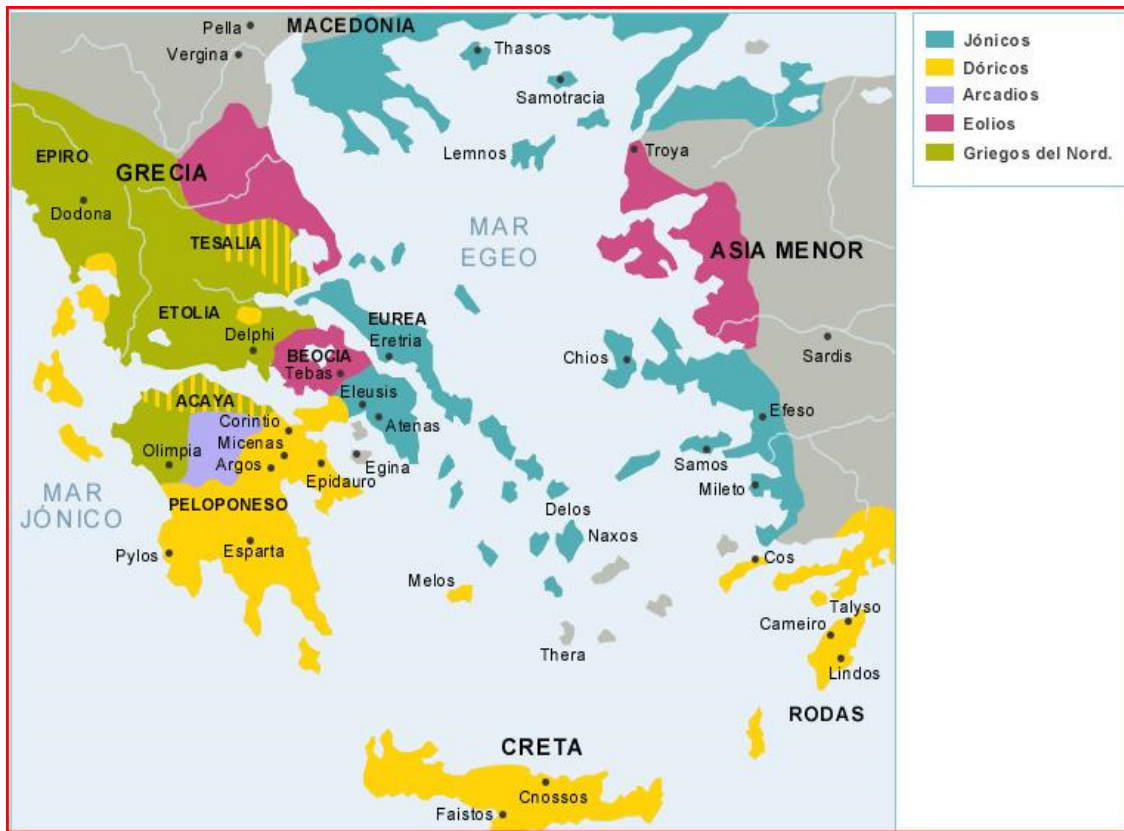 MACEDONIA
Pella
Vergina
Thasos
Samotracia
Lemnos
Troya
EPIRO
GRECIA
Dodona
TESALIA
MAR
EGEO
ASIA MENOR
ETOLIA
EUREA
Delphi
Eretria
BEOCIA
Tebas
Chios
Sardis
Eleusis
ACAYA
Corintio
Atenas
Efeso
Micenas
Olimpia
Argos
Egina
Epidauro
Samos
Mileto
MAR
JÓNICO
PELOPONESO
Delos
Naxos
Pylos
Esparta
Cos
Melos
Talyso
Cameiro
Thera
Lindos
RODAS
CRETA
Cnossos
Faistos
Jónicos
Dóricos
Arcadios
Eolios
Griegos del Nord.